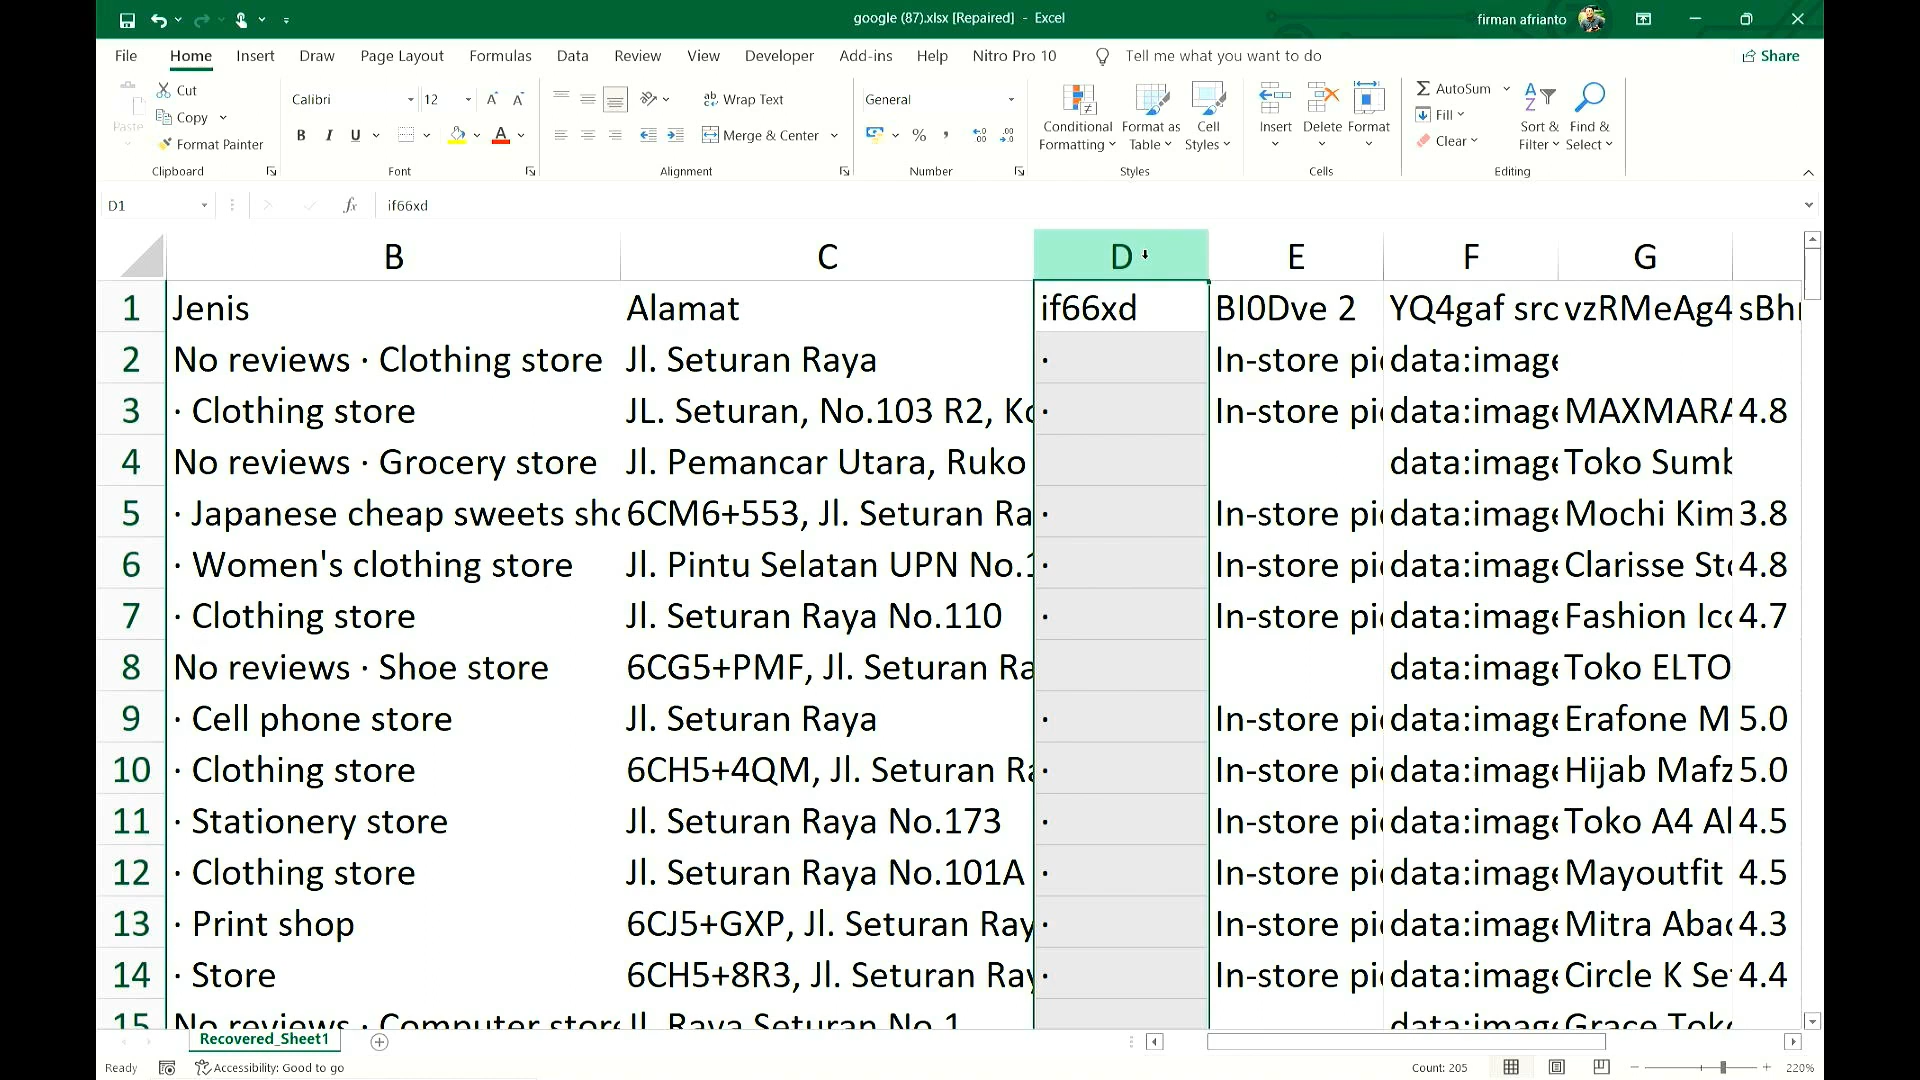 google (87).xlsx [Repaired] - Excel
firman afrianto
File Home Insert Draw Page Layout Formulas Data Review View Developer Add-ins Help Nitro Pro 10 Tell me what you want to do Share
Paste
Cut
Copy
Format Painter
Clipboard
Calibri 12
B I U
Font
ab Wrap Text
Merge & Center
Alignment
General
Number
Conditional Formatting
Format as Table
Cell Styles
Styles
Insert Delete Format
Cells
AutoSum
Fill
Clear
Sort & Filter
Find & Select
Editing
D1 fx if66xd
B C D E F G
1 Jenis Alamat if66xd BI0Dve 2 YQ4gaf src vzRMeAg4 sBh
2 No reviews · Clothing store Jl. Seturan Raya · In-store pi data:image
3 · Clothing store JL. Seturan, No.103 R2, Ko · In-store pi data:image MAXMARA 4.8
4 No reviews · Grocery store Jl. Pemancar Utara, Ruko data:image Toko Sumb
5 · Japanese cheap sweets sho 6CM6+553, Jl. Seturan Ra · In-store pi data:image Mochi Kim 3.8
6 · Women's clothing store Jl. Pintu Selatan UPN No.1 · In-store pi data:image Clarisse Sto 4.8
7 · Clothing store Jl. Seturan Raya No.110 · In-store pi data:image Fashion Ico 4.7
8 No reviews · Shoe store 6CG5+PMF, Jl. Seturan Ra data:image Toko ELTO
9 · Cell phone store Jl. Seturan Raya · In-store pi data:image Erafone M 5.0
10 · Clothing store 6CH5+4QM, Jl. Seturan Ra · In-store pi data:image Hijab Mafz 5.0
11 · Stationery store Jl. Seturan Raya No.173 · In-store pi data:image Toko A4 Al 4.5
12 · Clothing store Jl. Seturan Raya No.101A · In-store pi data:image Mayoutfit 4.5
13 · Print shop 6CJ5+GXP, Jl. Seturan Ray · In-store pi data:image Mitra Abac 4.3
14 · Store 6CH5+8R3, Jl. Seturan Ray · In-store pi data:image Circle K Se 4.4
15 No reviews · Computer store Jl. Raya Seturan No.1 data:image Grace Toko
Recovered_Sheet1
Ready Accessibility: Good to go Count: 205 220%